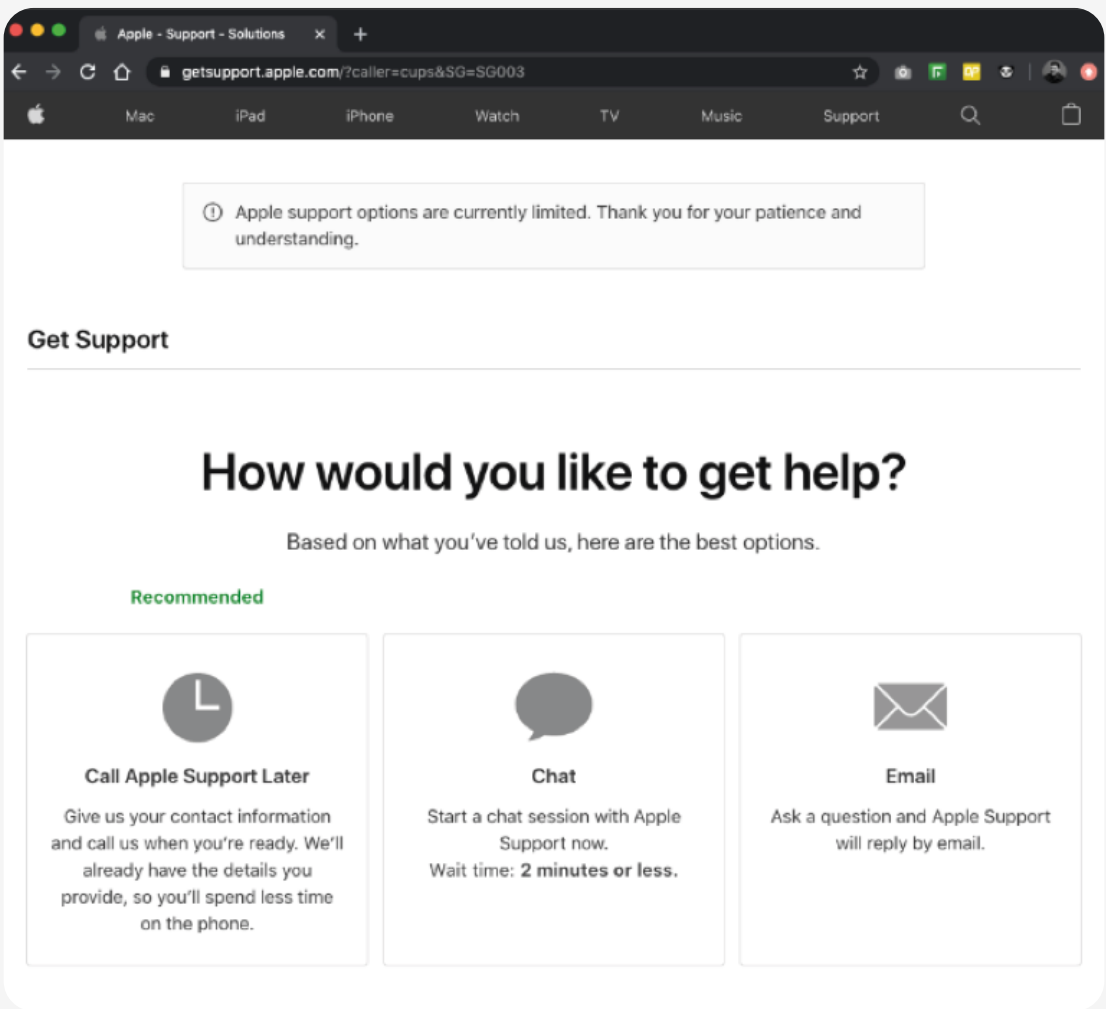 Apple - Support - Solutions
getsupport.apple.com/?caller=cups&SG=SG003
Mac iPad iPhone Watch TV Music Support
Apple support options are currently limited. Thank you for your patience and
understanding.
Get Support
How would you like to get help?
Based on what you've told us, here are the best options.
Recommended
Call Apple Support Later
Give us your contact information
and call us when you're ready. We'll
already have the details you
provide, so you'll spend less time
on the phone.
Chat
Start a chat session with Apple
Support now.
Wait time: 2 minutes or less.
Email
Ask a question and Apple Support
will reply by email.